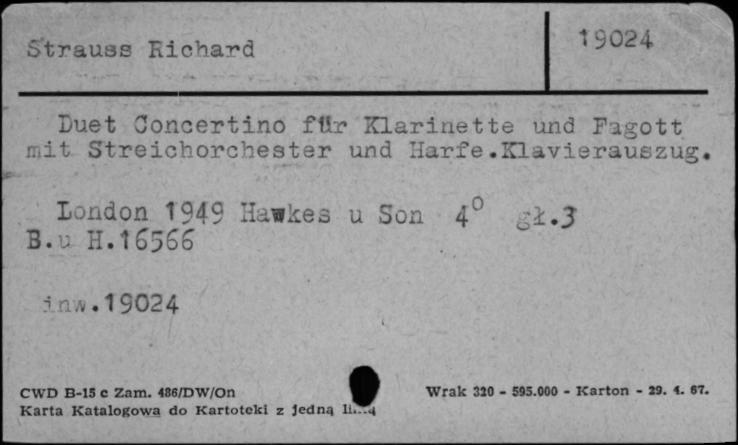 Strauss Richard
19024
Duet Concertino für Klarinette und Fagott
mit Streichorchester und Harfe.Klavierauszug.
London 1949 Hawkes u Son 4° gł.3
B.u H.16566
inw.19024
CWD B-15 c Zam. 486/DW/On
Wrak 320 - 595.000 - Karton - 29. 4. 67.
Karta Katalogowa do Kartoteki z jedną